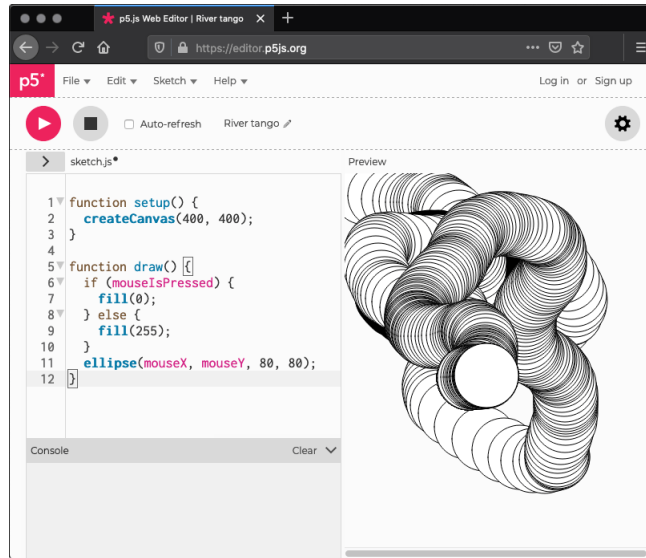 p5.js Web Editor | River tango
https://editor.p5js.org
p5* File Edit Sketch Help Log in or Sign up
Auto-refresh River tango
sketch.js• Preview
1 function setup() {
2 createCanvas(400, 400);
3 }
4
5 function draw() {
6 if (mouseIsPressed) {
7 fill(0);
8 } else {
9 fill(255);
10 }
11 ellipse(mouseX, mouseY, 80, 80);
12 }
Console Clear